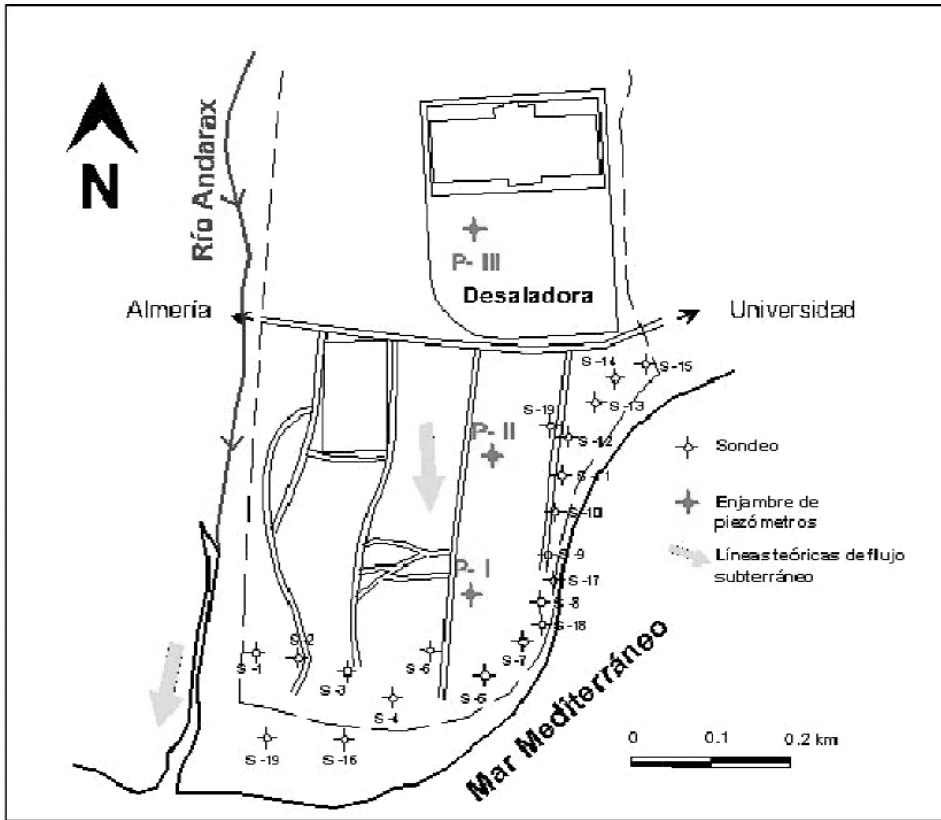 N
Río Andarax
P- III
Desaladora
Almería
Universidad
S -14
S -15
S -13
S -19
S -12
P- II
S -11
S -10
S -9
P- I
S -17
S -8
S -18
S -7
S -2
S -1
S -3
S -6
S -5
S -4
S -19
S -16
Sondeo
Enjambre de
piezómetros
Líneas teóricas de flujo
subterráneo
Mar Mediterráneo
0 0.1 0.2 km